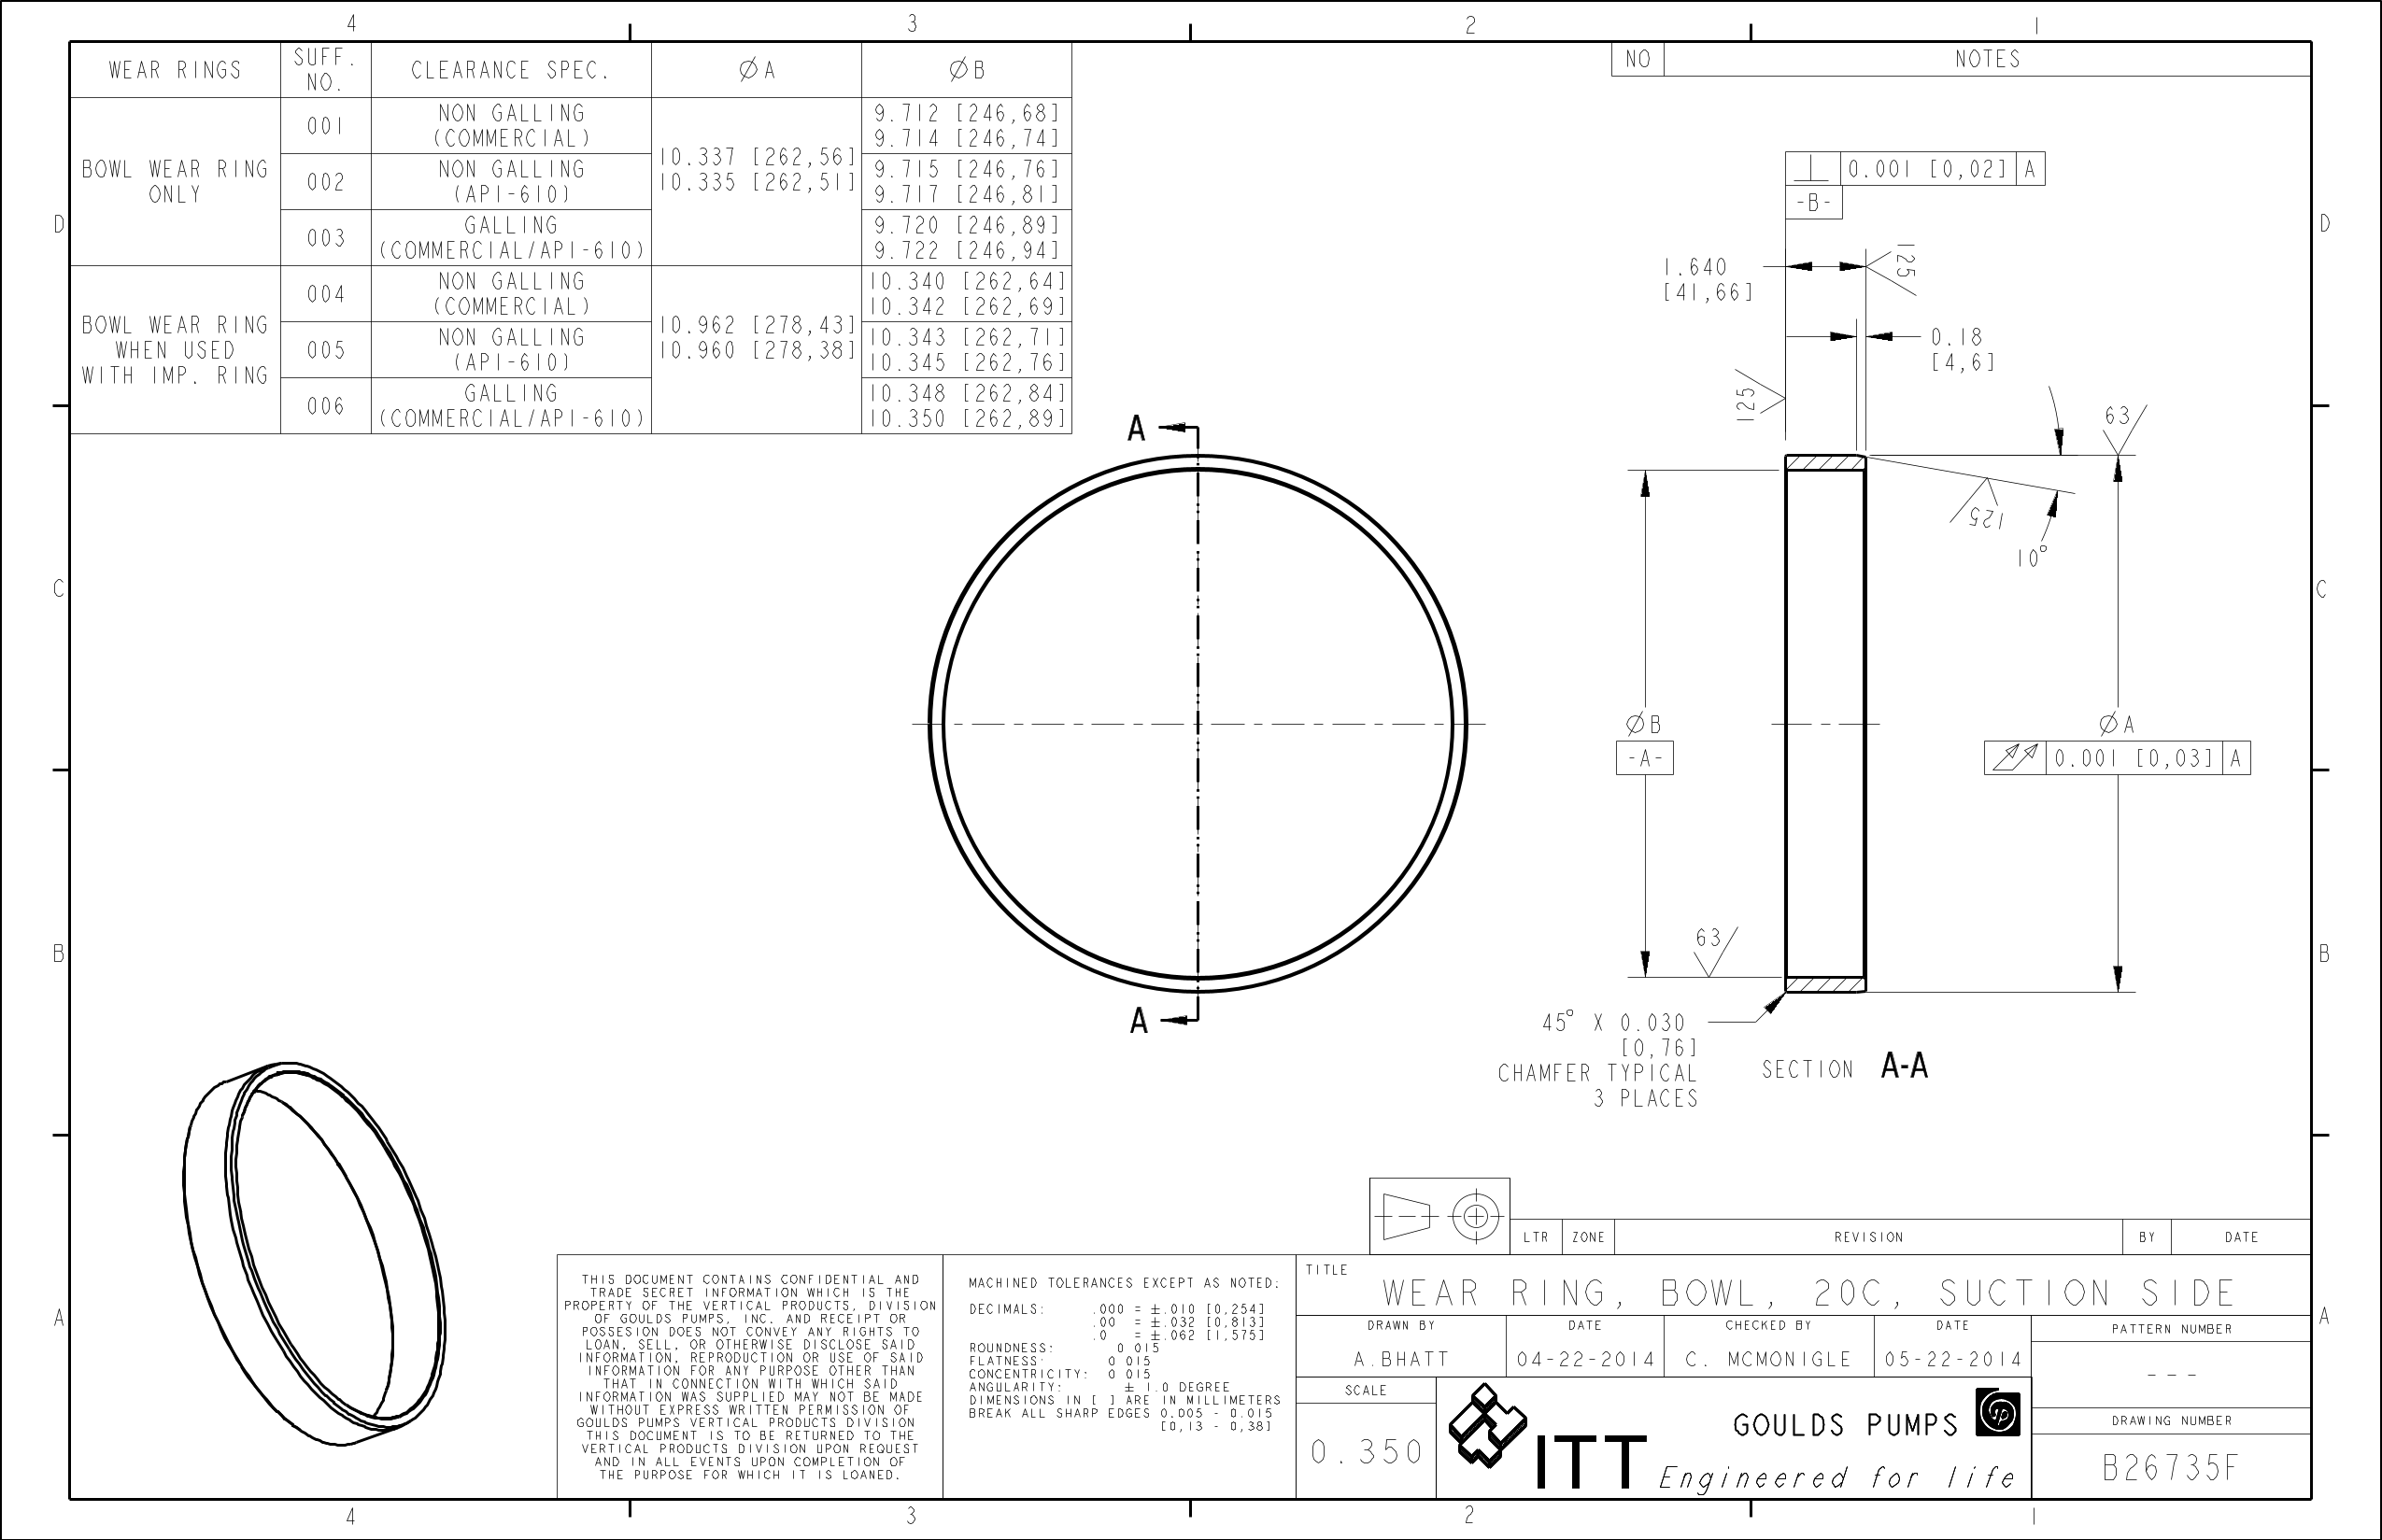 4 3 2 1
WEAR RINGS SUFF. NO. CLEARANCE SPEC. ØA ØB
BOWL WEAR RING
ONLY
001 NON GALLING
(COMMERCIAL)
9.712 [246,68]
9.714 [246,74]
10.337 [262,56]
10.335 [262,51]
002 NON GALLING
(API-610)
9.715 [246,76]
9.717 [246,81]
003 GALLING
(COMMERCIAL/API-610)
9.720 [246,89]
9.722 [246,94]
BOWL WEAR RING
WHEN USED
WITH IMP. RING
004 NON GALLING
(COMMERCIAL)
10.340 [262,64]
10.342 [262,69]
10.962 [278,43]
10.960 [278,38]
005 NON GALLING
(API-610)
10.343 [262,71]
10.345 [262,76]
006 GALLING
(COMMERCIAL/API-610)
10.348 [262,84]
10.350 [262,89]
NO NOTES
⊥ 0.001 [0,02] A
-B-
1.640
[41,66]
125
0.18
[4,6]
125
63
125
10°
ØB
-A-
ØA
0.001 [0,03] A
63
45° X 0.030
[0,76]
CHAMFER TYPICAL
3 PLACES
SECTION A-A
A
A
D
C
B
A
D
C
B
A
LTR ZONE REVISION BY DATE
THIS DOCUMENT CONTAINS CONFIDENTIAL AND
TRADE SECRET INFORMATION WHICH IS THE
PROPERTY OF THE VERTICAL PRODUCTS, DIVISION
OF GOULDS PUMPS, INC. AND RECEIPT OR
POSSESION DOES NOT CONVEY ANY RIGHTS TO
LOAN, SELL, OR OTHERWISE DISCLOSE SAID
INFORMATION, REPRODUCTION OR USE OF SAID
INFORMATION FOR ANY PURPOSE OTHER THAN
THAT IN CONNECTION WITH WHICH SAID
INFORMATION WAS SUPPLIED MAY NOT BE MADE
WITHOUT EXPRESS WRITTEN PERMISSION OF
GOULDS PUMPS VERTICAL PRODUCTS DIVISION
THIS DOCUMENT IS TO BE RETURNED TO THE
VERTICAL PRODUCTS DIVISION UPON REQUEST
AND IN ALL EVENTS UPON COMPLETION OF
THE PURPOSE FOR WHICH IT IS LOANED.
MACHINED TOLERANCES EXCEPT AS NOTED:
DECIMALS: .000 = ±.010 [0,254]
.00 = ±.032 [0,813]
.0 = ±.062 [1,575]
ROUNDNESS: 0.015
FLATNESS: 0.015
CONCENTRICITY: 0.015
ANGULARITY: ± 1.0 DEGREE
DIMENSIONS IN [ ] ARE IN MILLIMETERS
BREAK ALL SHARP EDGES 0.005 - 0.015
[0,13 - 0,38]
TITLE
WEAR RING, BOWL, 20C, SUCTION SIDE
DRAWN BY DATE CHECKED BY DATE PATTERN NUMBER
A.BHATT 04-22-2014 C. MCMONIGLE 05-22-2014 ---
SCALE
0.350
ITT
GOULDS PUMPS
Engineered for life
DRAWING NUMBER
B26735F
4 3 2 1